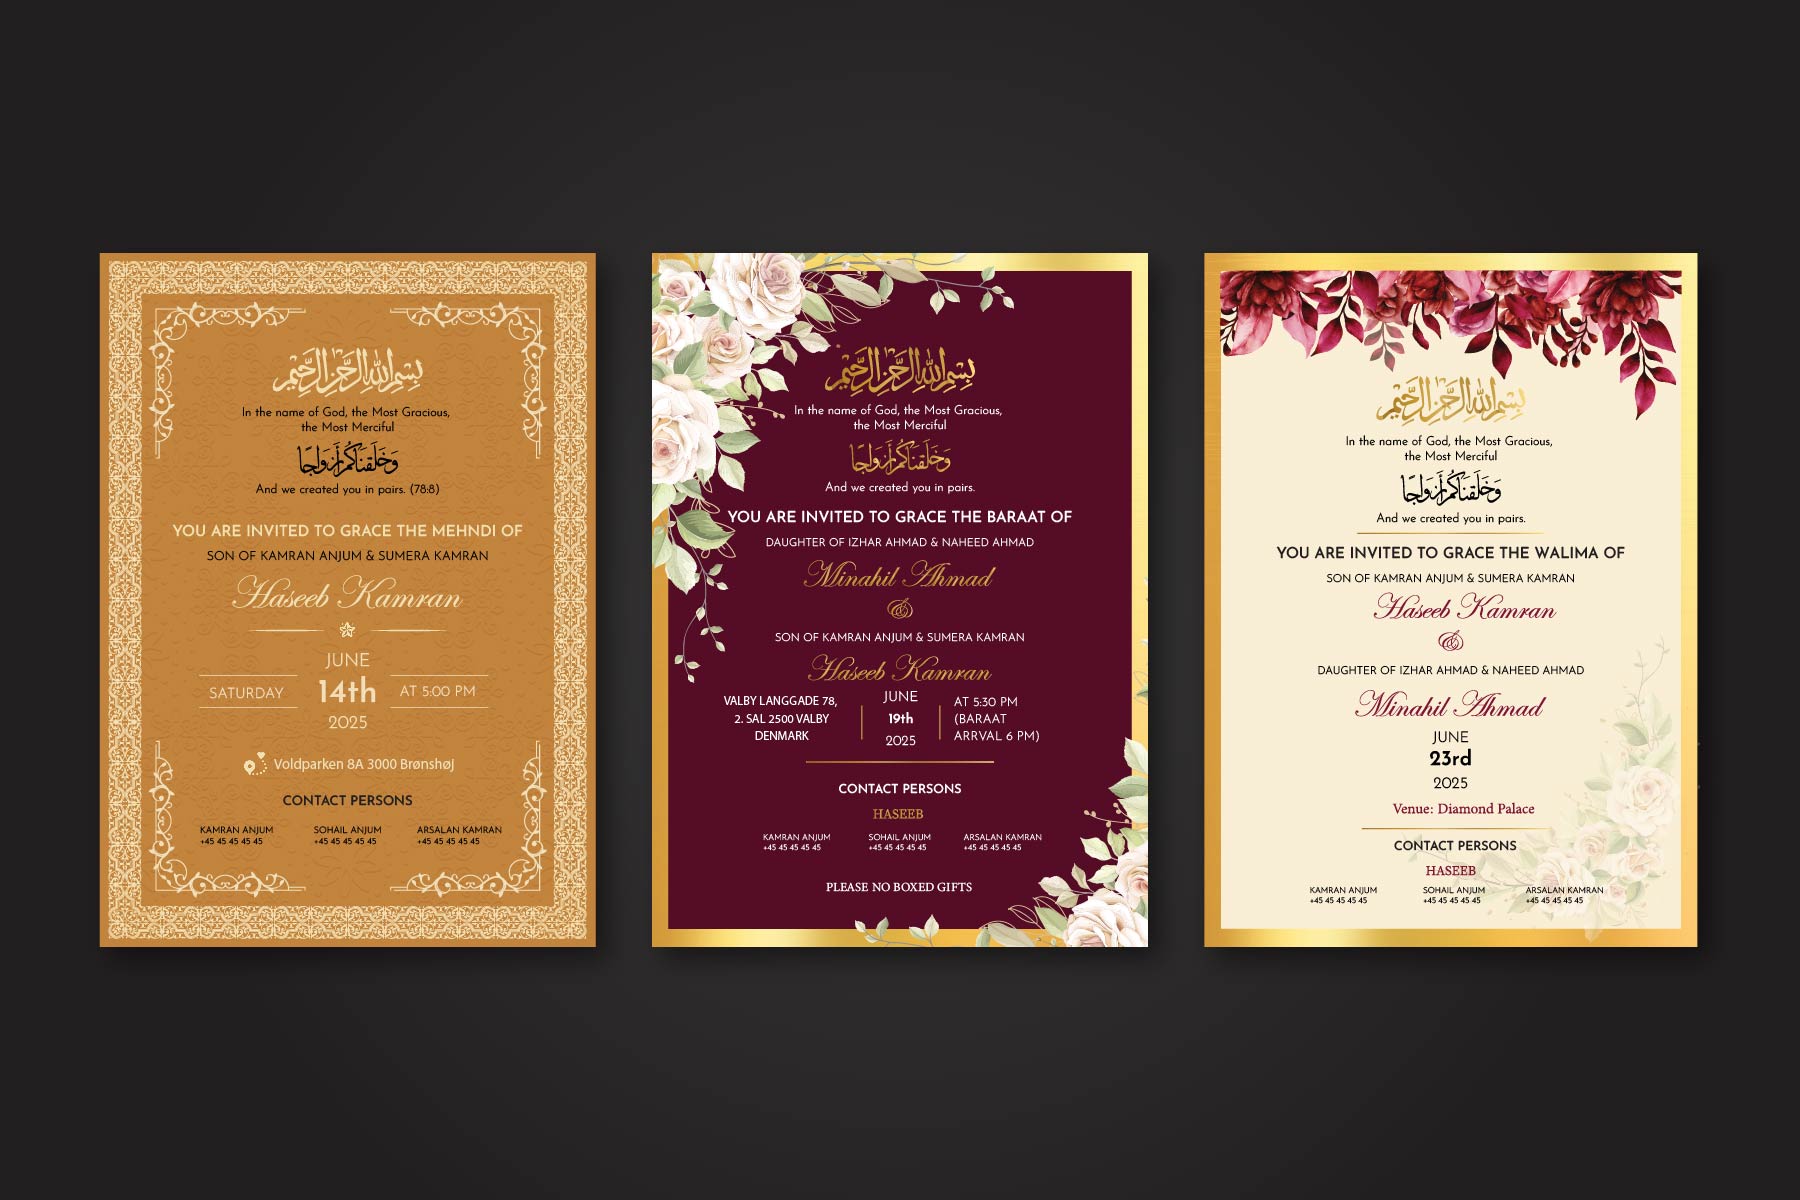 بسم الله الرحمن الرحيم
In the name of God, the Most Gracious,
the Most Merciful
وَخَلَقْنَاكُمْ أَزْوَاجًا
And we created you in pairs. (78:8)
YOU ARE INVITED TO GRACE THE MEHNDI OF
SON OF KAMRAN ANJUM & SUMERA KAMRAN
Haseeb Kamran
JUNE
SATURDAY 14th AT 5:00 PM
2025
Voldparken 8A 3000 Brønshøj
CONTACT PERSONS
KAMRAN ANJUM SOHAIL ANJUM ARSALAN KAMRAN
+45 45 45 45 45 +45 45 45 45 45 +45 45 45 45 45
بسم الله الرحمن الرحيم
In the name of God, the Most Gracious,
the Most Merciful
وَخَلَقْنَاكُمْ أَزْوَاجًا
And we created you in pairs.
YOU ARE INVITED TO GRACE THE BARAAT OF
DAUGHTER OF IZHAR AHMAD & NAHEED AHMAD
Minahil Ahmad
&
SON OF KAMRAN ANJUM & SUMERA KAMRAN
Haseeb Kamran
VALBY LANGGADE 78,
2. SAL 2500 VALBY
DENMARK
JUNE
19th
2025
AT 5:30 PM
(BARAAT
ARRVAL 6 PM)
CONTACT PERSONS
HASEEB
KAMRAN ANJUM SOHAIL ANJUM ARSALAN KAMRAN
+45 45 45 45 45 +45 45 45 45 45 +45 45 45 45 45
PLEASE NO BOXED GIFTS
بسم الله الرحمن الرحيم
In the name of God, the Most Gracious,
the Most Merciful
وَخَلَقْنَاكُمْ أَزْوَاجًا
And we created you in pairs.
YOU ARE INVITED TO GRACE THE WALIMA OF
SON OF KAMRAN ANJUM & SUMERA KAMRAN
Haseeb Kamran
&
DAUGHTER OF IZHAR AHMAD & NAHEED AHMAD
Minahil Ahmad
JUNE
23rd
2025
Venue: Diamond Palace
CONTACT PERSONS
HASEEB
KAMRAN ANJUM SOHAIL ANJUM ARSALAN KAMRAN
+45 45 45 45 45 +45 45 45 45 45 +45 45 45 45 45